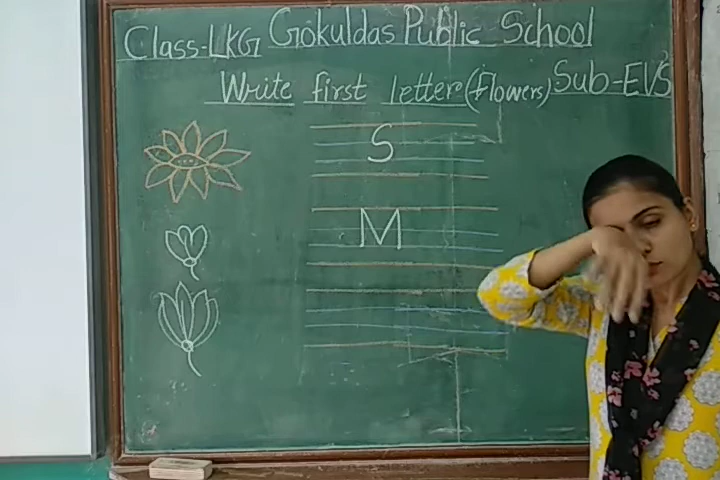 Class-LKG Gokuldas Public School
Write first letter (Flowers) Sub-EVS
S
M